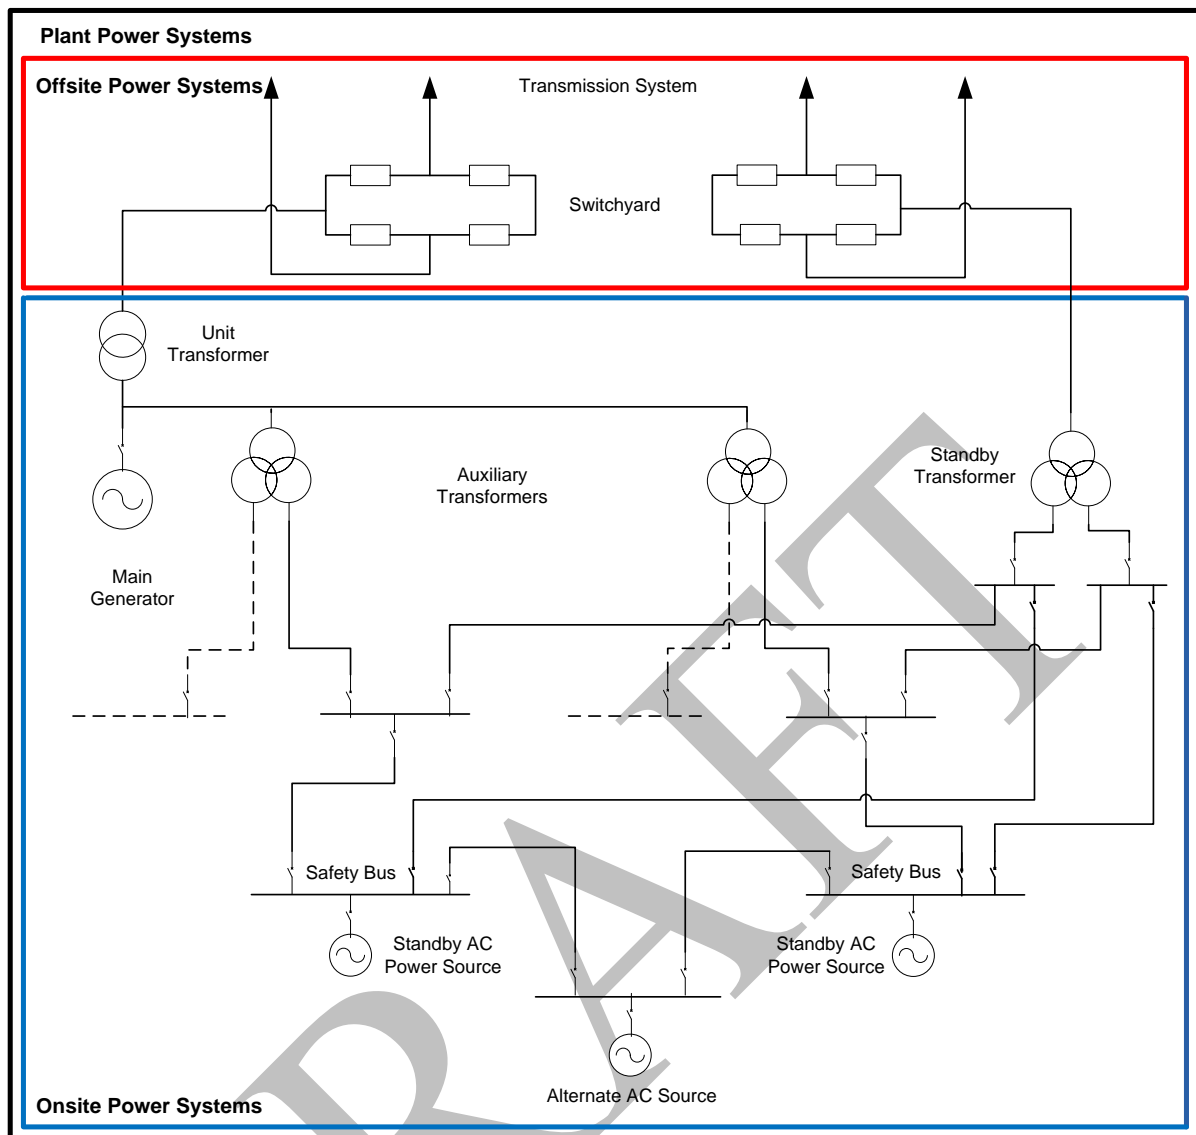 Plant Power Systems
Offsite Power Systems
Transmission System
Switchyard
Unit
Transformer
Auxiliary
Transformers
Standby
Transformer
Main
Generator
Safety Bus
Safety Bus
Standby AC
Power Source
Standby AC
Power Source
Alternate AC Source
Onsite Power Systems
RAFT